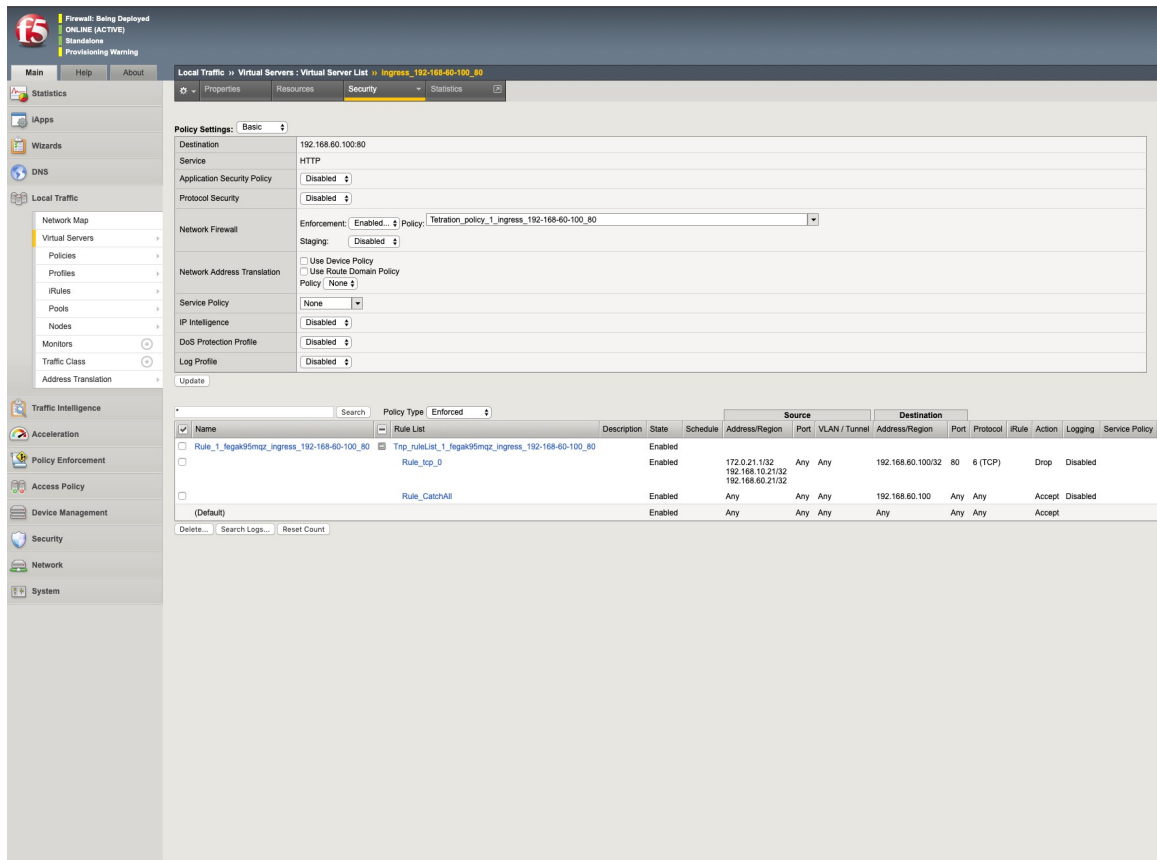 f5
Firewall: Being Deployed
ONLINE (ACTIVE)
Standalone
Provisioning Warning
Main Help About
Local Traffic ›› Virtual Servers : Virtual Server List ›› ingress_192-168-60-100_80
Properties Resources Security Statistics
Statistics
iApps
Wizards
DNS
Local Traffic
Network Map
Virtual Servers
Policies
Profiles
iRules
Pools
Nodes
Monitors
Traffic Class
Address Translation
Traffic Intelligence
Acceleration
Policy Enforcement
Access Policy
Device Management
Security
Network
System
Policy Settings: Basic
Destination 192.168.60.100:80
Service HTTP
Application Security Policy Disabled
Protocol Security Disabled
Network Firewall Enforcement: Enabled... Policy: Tetration_policy_1_ingress_192-168-60-100_80
Staging: Disabled
Network Address Translation Use Device Policy
Use Route Domain Policy
Policy None
Service Policy None
IP Intelligence Disabled
DoS Protection Profile Disabled
Log Profile Disabled
Update
* Search Policy Type Enforced
Source Destination
Name Rule List Description State Schedule Address/Region Port VLAN / Tunnel Address/Region Port Protocol iRule Action Logging Service Policy
Rule_1_fegak95mqz_ingress_192-168-60-100_80 Tnp_ruleList_1_fegak95mqz_ingress_192-168-60-100_80 Enabled
Rule_tcp_0 Enabled 172.0.21.1/32 Any Any 192.168.60.100/32 80 6 (TCP) Drop Disabled
192.168.10.21/32
192.168.60.21/32
Rule_CatchAll Enabled Any Any Any 192.168.60.100 Any Any Accept Disabled
(Default) Enabled Any Any Any Any Any Any Accept
Delete... Search Logs... Reset Count